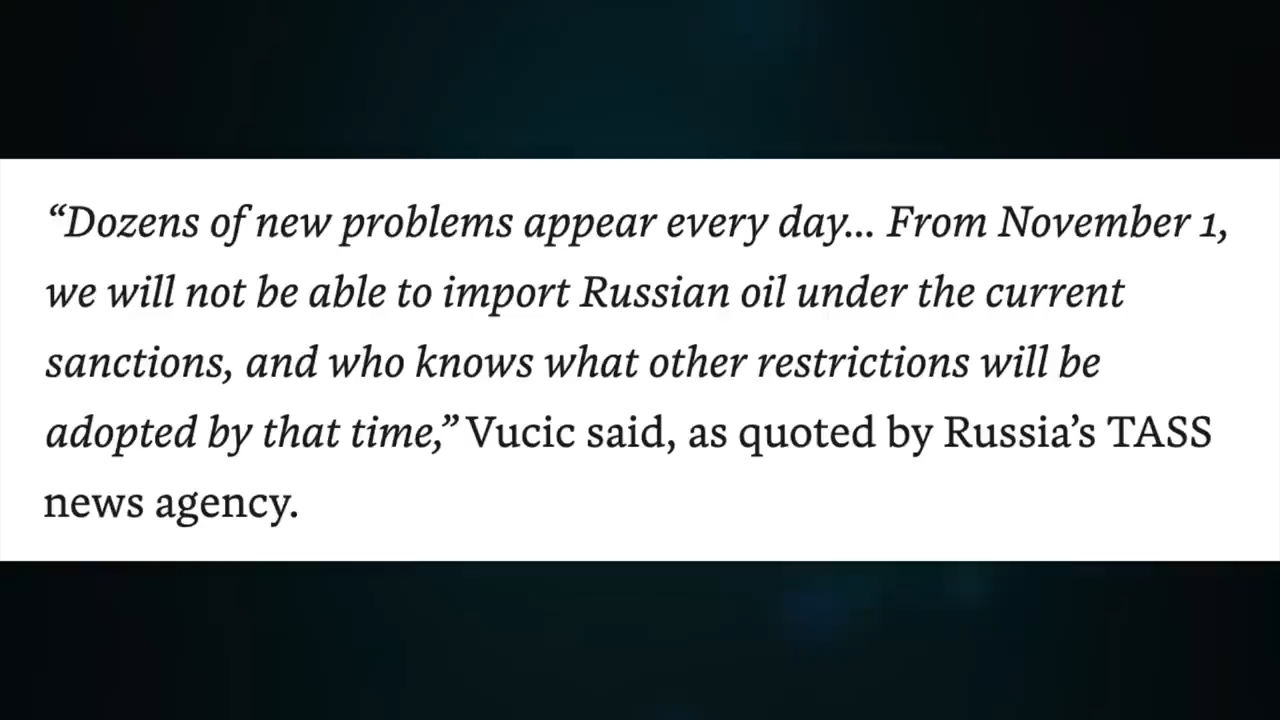 “Dozens of new problems appear every day... From November 1,
we will not be able to import Russian oil under the current
sanctions, and who knows what other restrictions will be
adopted by that time,” Vucic said, as quoted by Russia’s TASS
news agency.